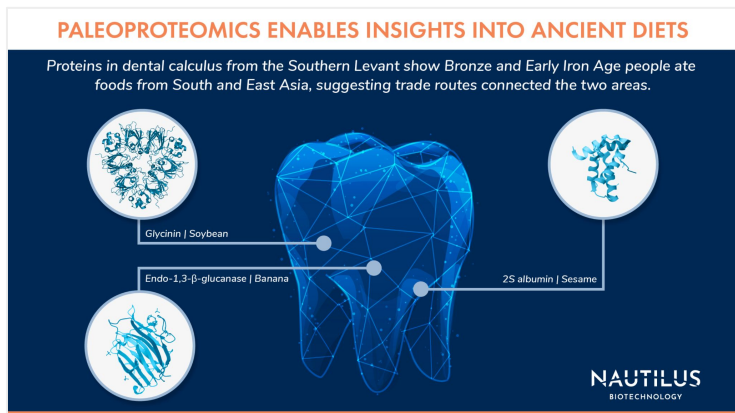 PALEOPROTEOMICS ENABLES INSIGHTS INTO ANCIENT DIETS
Proteins in dental calculus from the Southern Levant show Bronze and Early Iron Age people ate
foods from South and East Asia, suggesting trade routes connected the two areas.
Glycinin | Soybean
Endo-1,3-β-glucanase | Banana
2S albumin | Sesame
NAUTILUS
BIOTECHNOLOGY